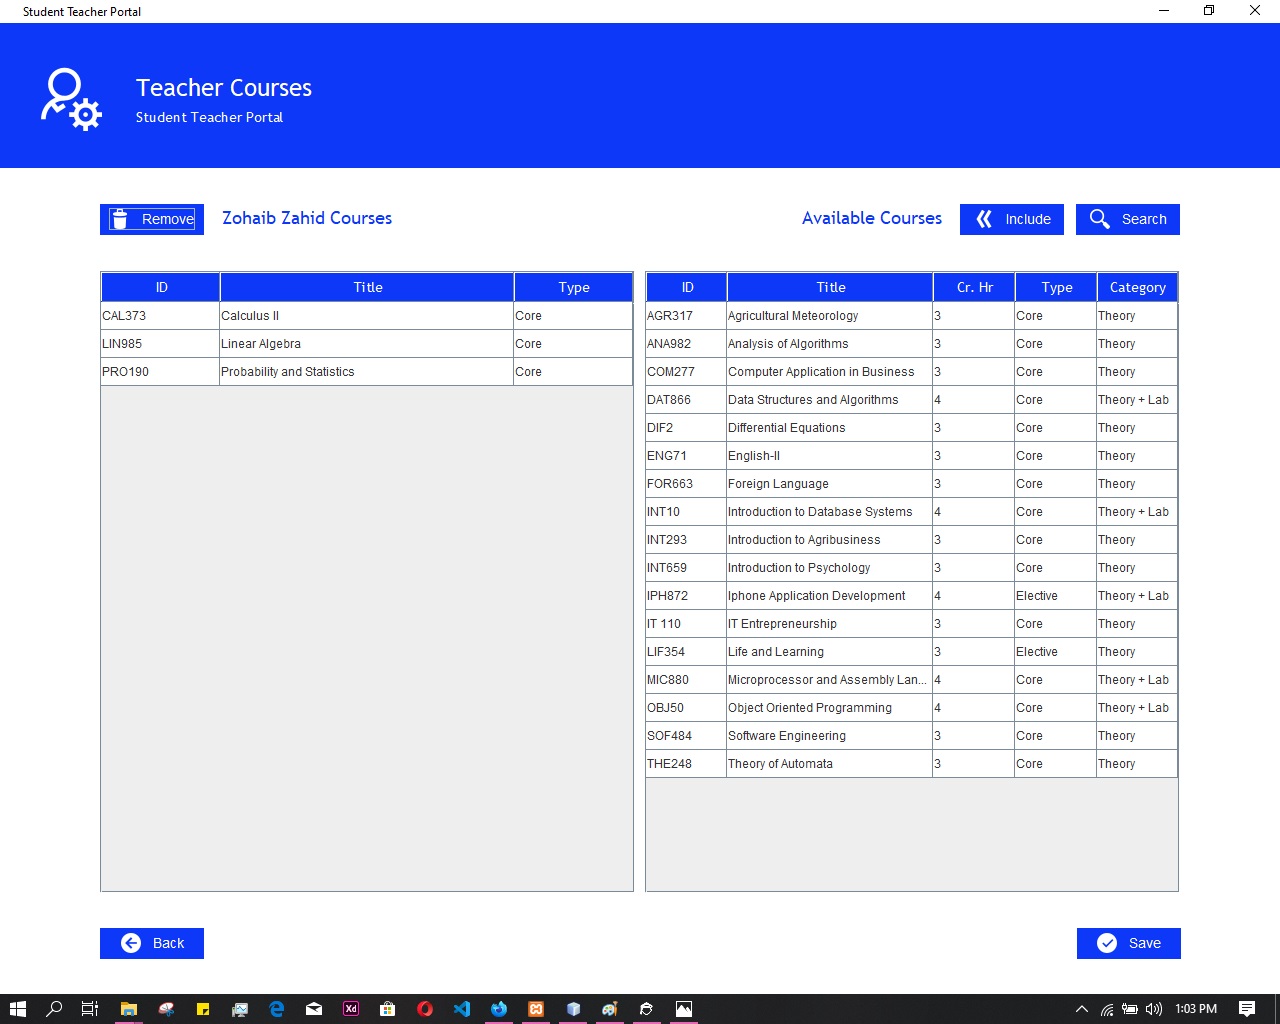 Student Teacher Portal
Teacher Courses
Student Teacher Portal
Remove Zohaib Zahid Courses
Available Courses Include Search
ID Title Type
CAL373 Calculus II Core
LIN985 Linear Algebra Core
PRO190 Probability and Statistics Core
ID Title Cr. Hr Type Category
AGR317 Agricultural Meteorology 3 Core Theory
ANA982 Analysis of Algorithms 3 Core Theory
COM277 Computer Application in Business 3 Core Theory
DAT866 Data Structures and Algorithms 4 Core Theory + Lab
DIF2 Differential Equations 3 Core Theory
ENG71 English-II 3 Core Theory
FOR663 Foreign Language 3 Core Theory
INT10 Introduction to Database Systems 4 Core Theory + Lab
INT293 Introduction to Agribusiness 3 Core Theory
INT659 Introduction to Psychology 3 Core Theory
IPH872 Iphone Application Development 4 Elective Theory + Lab
IT 110 IT Entrepreneurship 3 Core Theory
LIF354 Life and Learning 3 Elective Theory
MIC880 Microprocessor and Assembly Lan... 4 Core Theory + Lab
OBJ50 Object Oriented Programming 4 Core Theory + Lab
SOF484 Software Engineering 3 Core Theory
THE248 Theory of Automata 3 Core Theory
Back
Save
Xd
1:03 PM